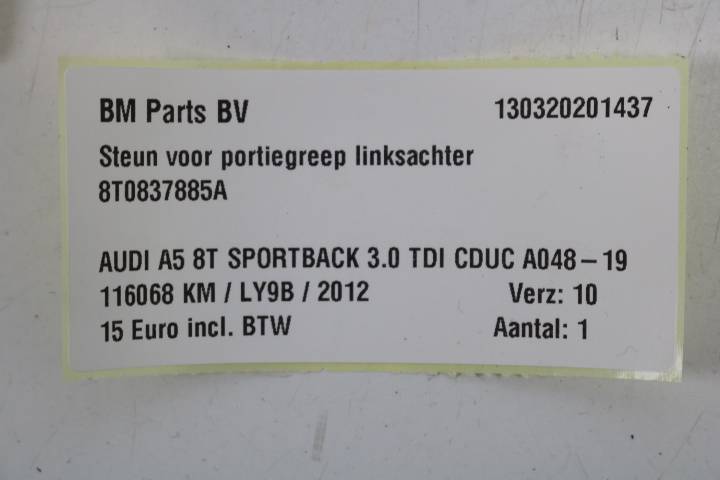 BM Parts BV 130320201437
Steun voor portiegreep linksachter
8T0837885A
AUDI A5 8T SPORTBACK 3.0 TDI CDUC A048-19
116068 KM / LY9B / 2012 Verz: 10
15 Euro incl. BTW Aantal: 1